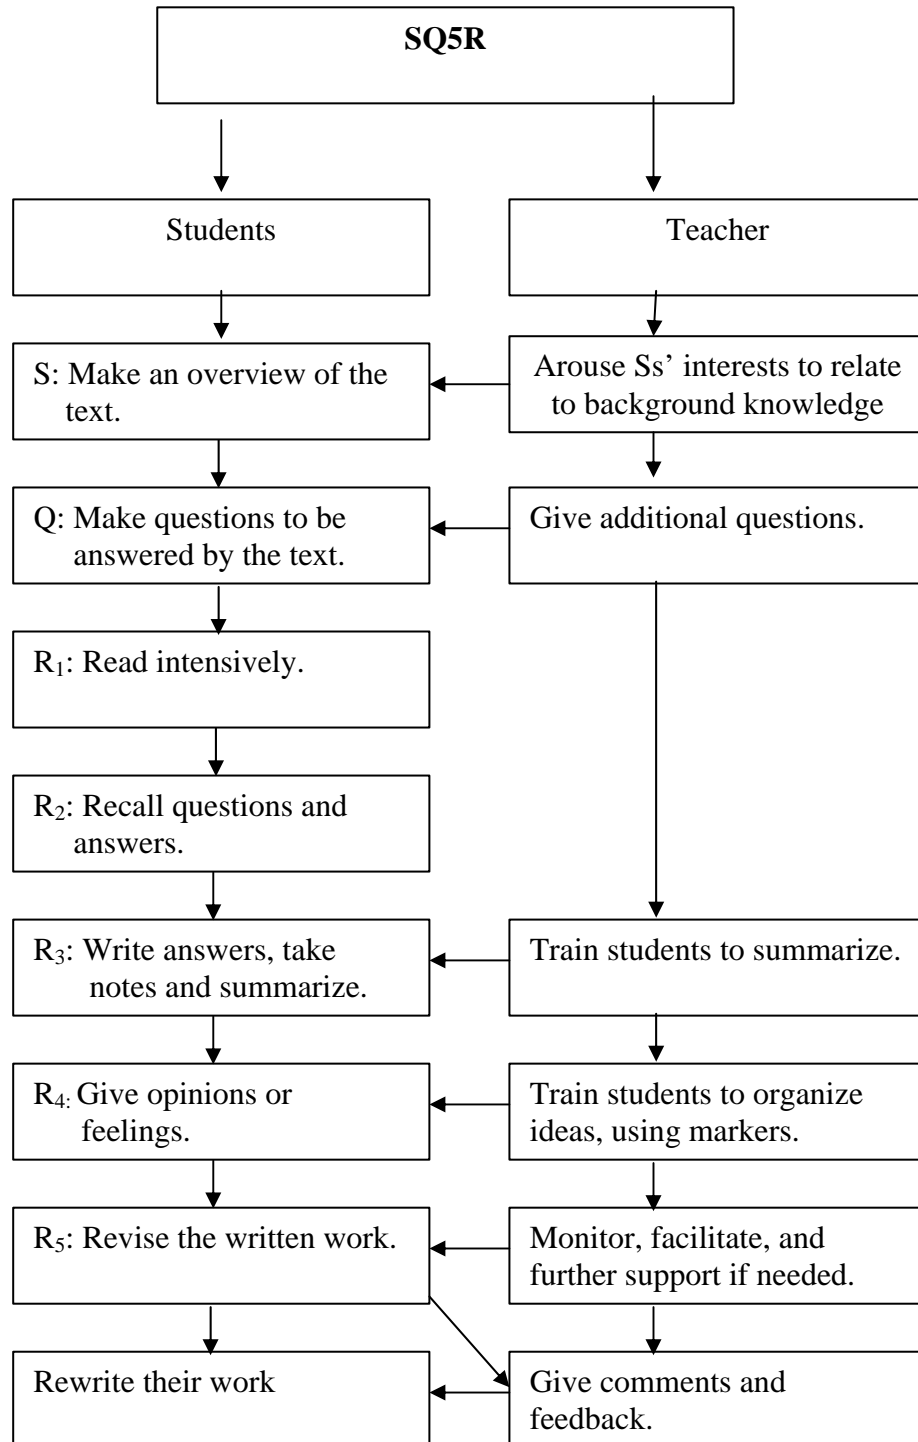 SQ5R
Students
Teacher
S: Make an overview of the
text.
Arouse Ss’ interests to relate
to background knowledge
Q: Make questions to be
answered by the text.
Give additional questions.
R₁: Read intensively.
R₂: Recall questions and
answers.
R₃: Write answers, take
notes and summarize.
Train students to summarize.
R₄: Give opinions or
feelings.
Train students to organize
ideas, using markers.
R₅: Revise the written work.
Monitor, facilitate, and
further support if needed.
Rewrite their work
Give comments and
feedback.